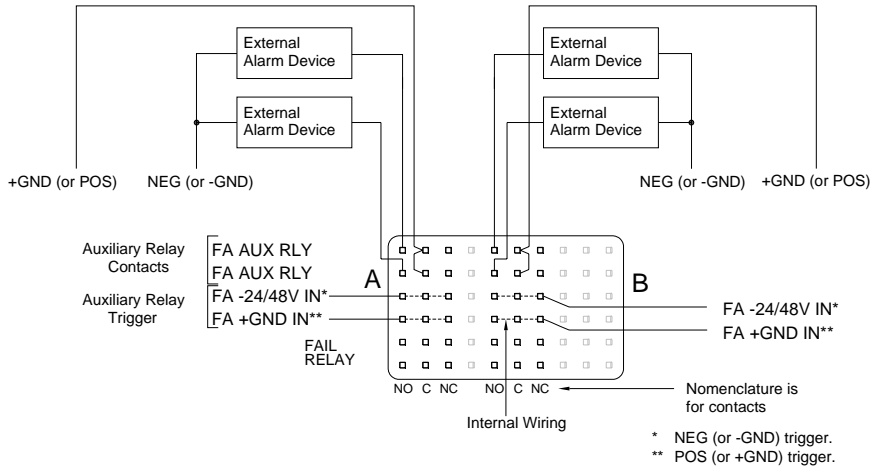 External
Alarm Device
External
Alarm Device
External
Alarm Device
External
Alarm Device
+GND (or POS)
NEG (or -GND)
NEG (or -GND)
+GND (or POS)
Auxiliary Relay
Contacts
FA AUX RLY
FA AUX RLY
A
B
Auxiliary Relay
Trigger
FA -24/48V IN*
FA +GND IN**
FA -24/48V IN*
FA +GND IN**
FAIL
RELAY
NO C NC NO C NC
Nomenclature is
for contacts
Internal Wiring
* NEG (or -GND) trigger.
** POS (or +GND) trigger.